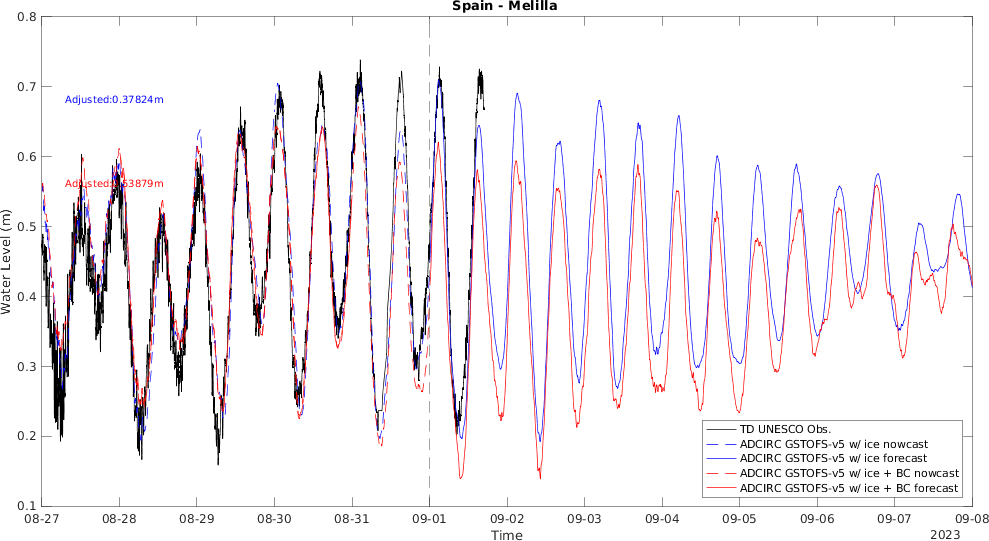 Spain - Melilla
0.8
0.7
0.6
0.5
0.4
0.3
0.2
0.1
Water Level (m)
Adjusted:0.37824m
Adjusted: .53879m
TD UNESCO Obs.
ADCIRC GSTOFS-v5 w/ ice nowcast
ADCIRC GSTOFS-v5 w/ ice forecast
ADCIRC GSTOFS-v5 w/ ice + BC nowcast
ADCIRC GSTOFS-v5 w/ ice + BC forecast
08-27 08-28 08-29 08-30 08-31 09-01 09-02 09-03 09-04 09-05 09-06 09-07 09-08
Time
2023